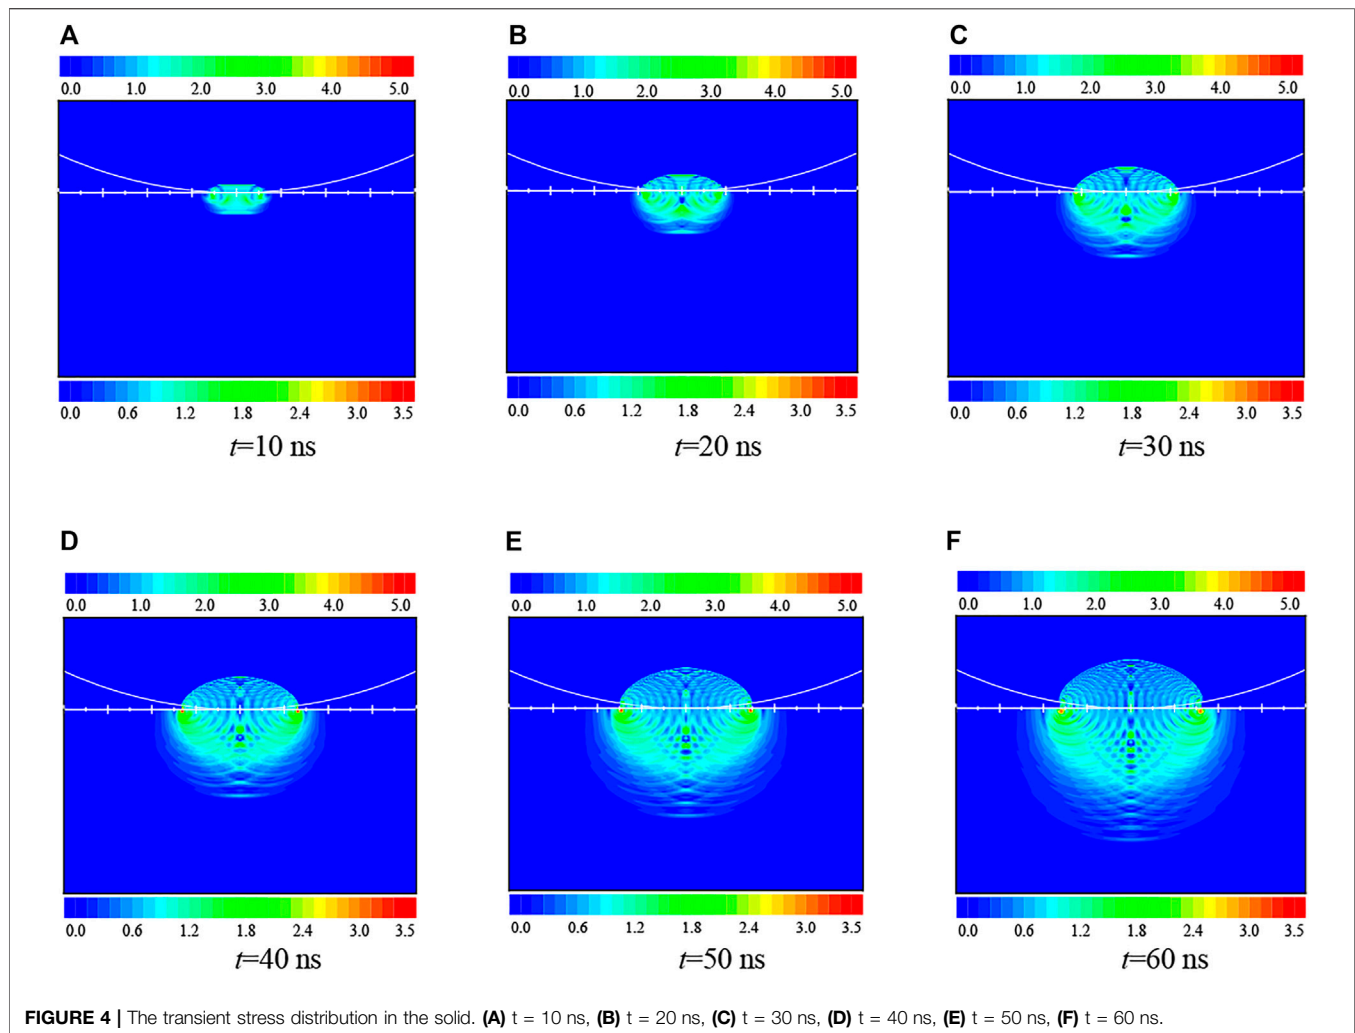 A
B
C
0.0 1.0 2.0 3.0 4.0 5.0
0.0 1.0 2.0 3.0 4.0 5.0
0.0 1.0 2.0 3.0 4.0 5.0
0.0 0.6 1.2 1.8 2.4 3.0 3.5
0.0 0.6 1.2 1.8 2.4 3.0 3.5
0.0 0.6 1.2 1.8 2.4 3.0 3.5
t=10 ns
t=20 ns
t=30 ns
D
E
F
0.0 1.0 2.0 3.0 4.0 5.0
0.0 1.0 2.0 3.0 4.0 5.0
0.0 1.0 2.0 3.0 4.0 5.0
0.0 0.6 1.2 1.8 2.4 3.0 3.5
0.0 0.6 1.2 1.8 2.4 3.0 3.5
0.0 0.6 1.2 1.8 2.4 3.0 3.5
t=40 ns
t=50 ns
t=60 ns
FIGURE 4 | The transient stress distribution in the solid. (A) t = 10 ns, (B) t = 20 ns, (C) t = 30 ns, (D) t = 40 ns, (E) t = 50 ns, (F) t = 60 ns.